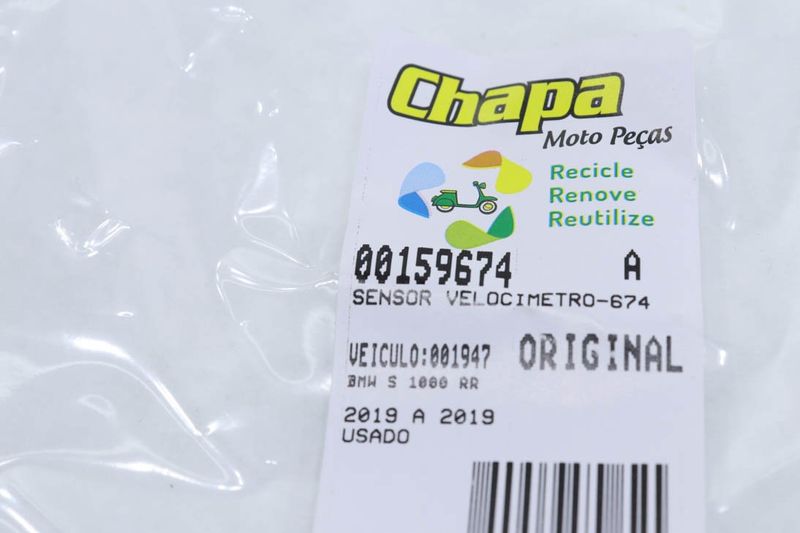 Chapa
Moto Peças
Recicle
Renove
Reutilize
00159674 A
SENSOR VELOCIMETRO-674
VEICULO:001947 ORIGINAL
BMW S 1000 RR
2019 A 2019
USADO